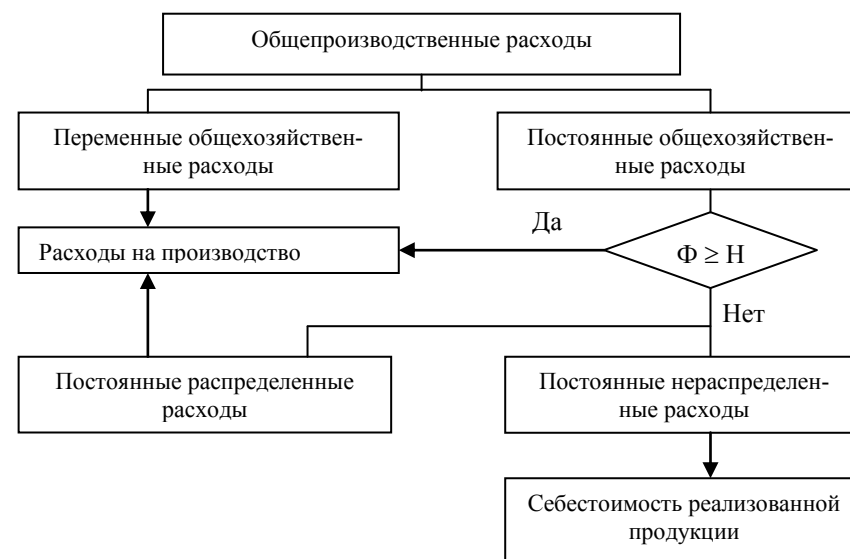 Общепроизводственные расходы
Переменные общехозяйствен-
ные расходы
Постоянные общехозяйствен-
ные расходы
Да
Расходы на производство
Ф ≥ Н
Нет
Постоянные распределенные
расходы
Постоянные нераспределен-
ные расходы
Себестоимость реализованной
продукции